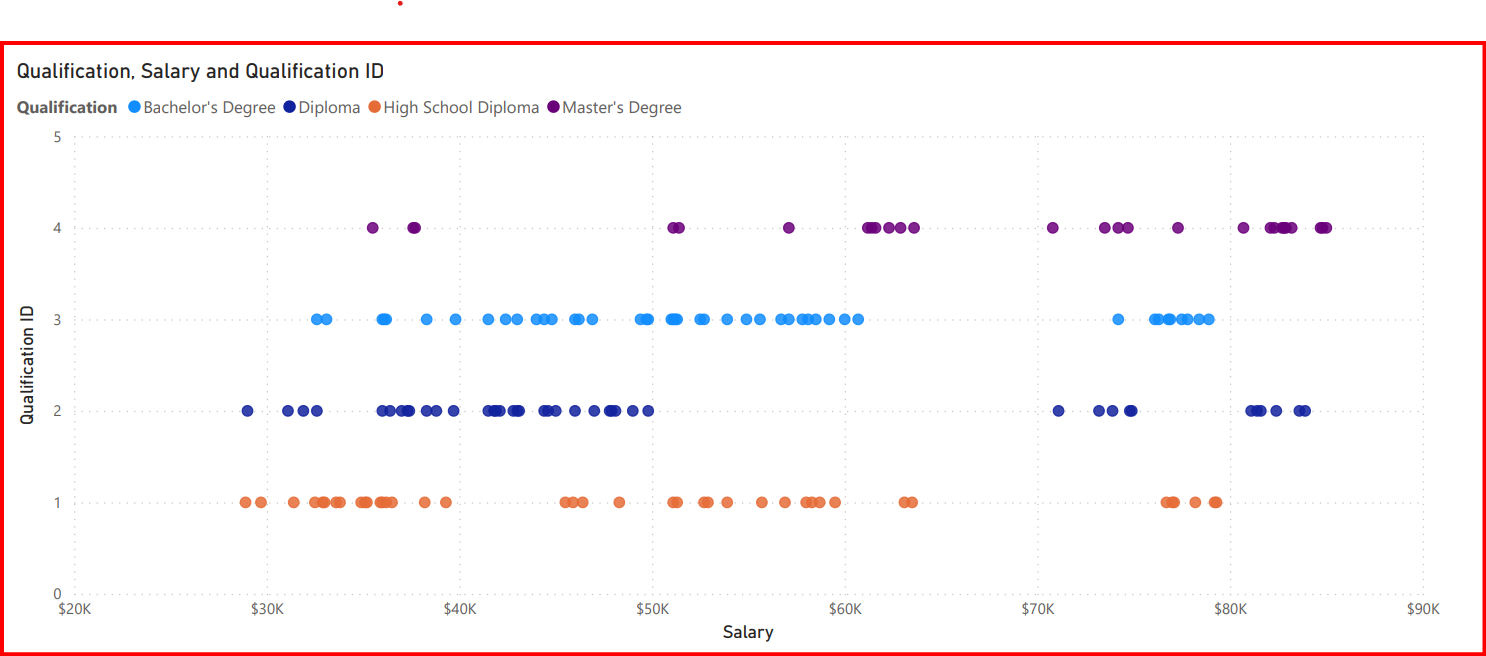 Qualification, Salary and Qualification ID
Qualification Bachelor's Degree Diploma High School Diploma Master's Degree
5
4
3
2
1
0
Qualification ID
$20K $30K $40K $50K $60K $70K $80K $90K
Salary